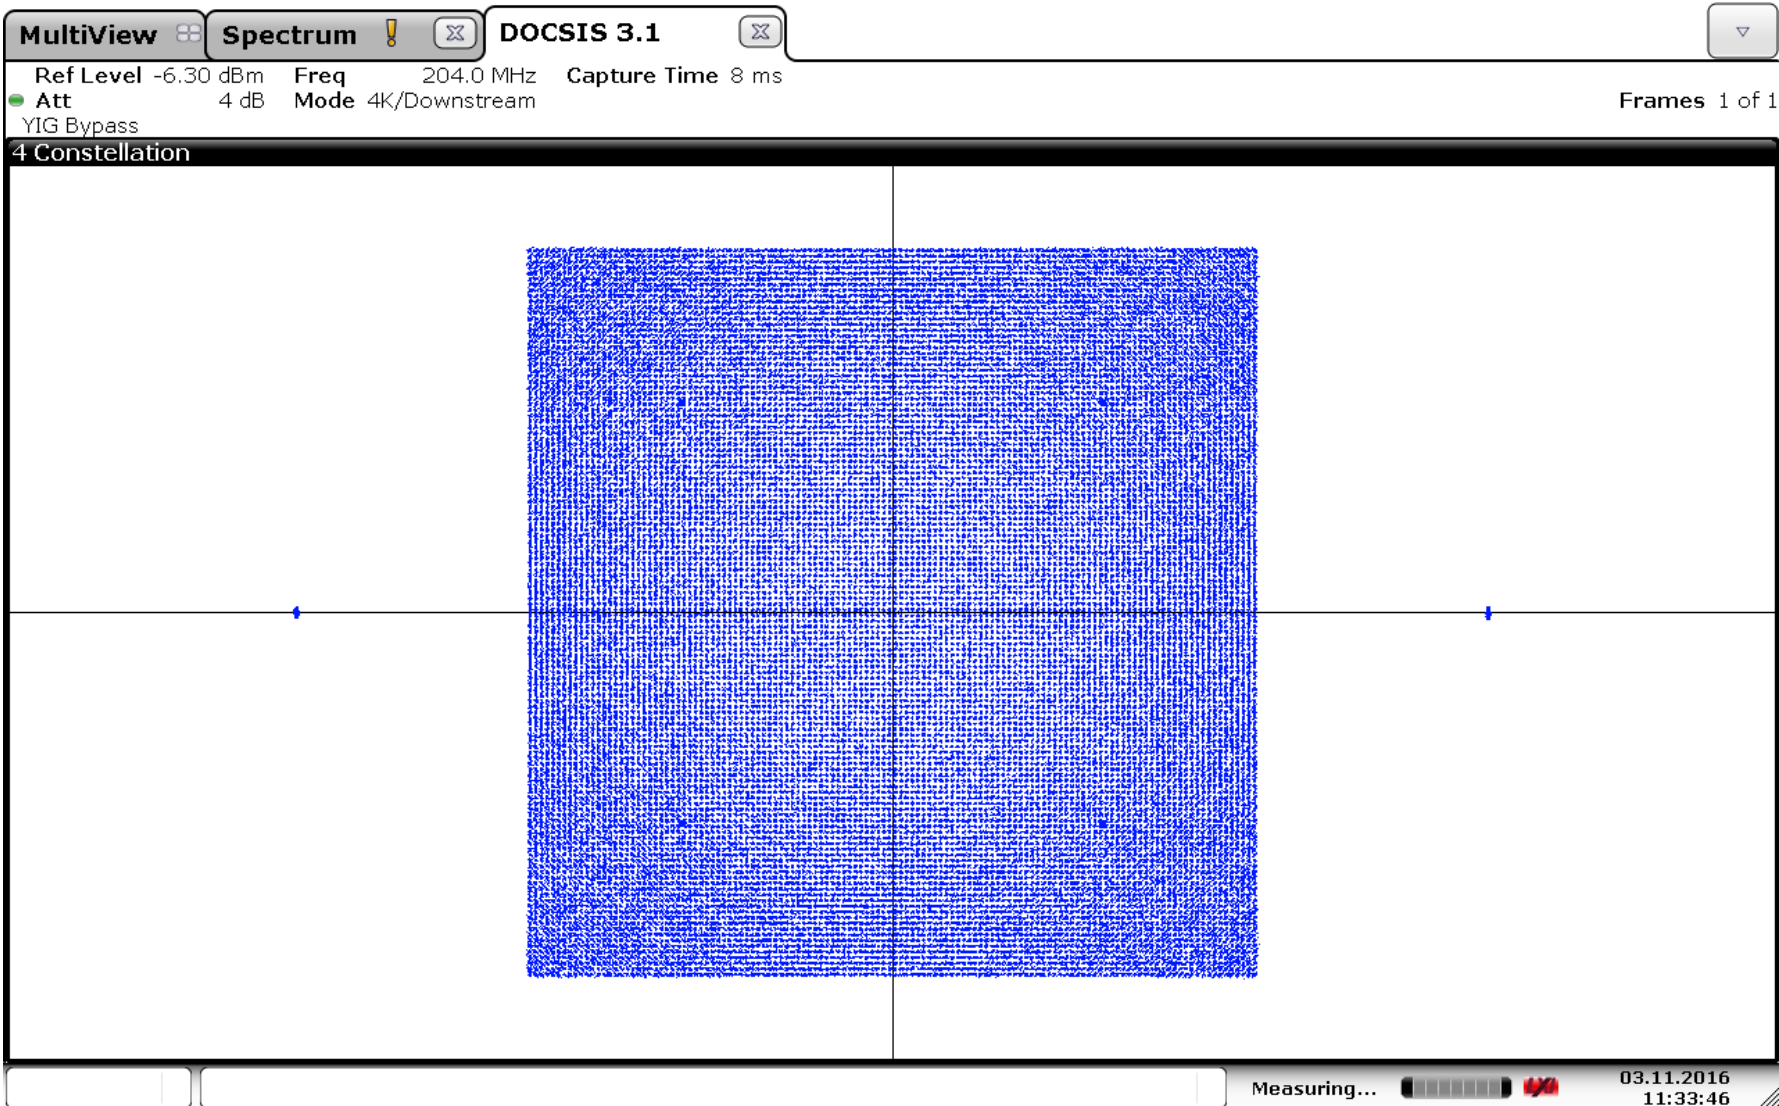 MultiView Spectrum ! DOCSIS 3.1
Ref Level -6.30 dBm Freq 204.0 MHz Capture Time 8 ms
Att 4 dB Mode 4K/Downstream Frames 1 of 1
YIG Bypass
4 Constellation
Measuring... LXI 03.11.2016
11:33:46